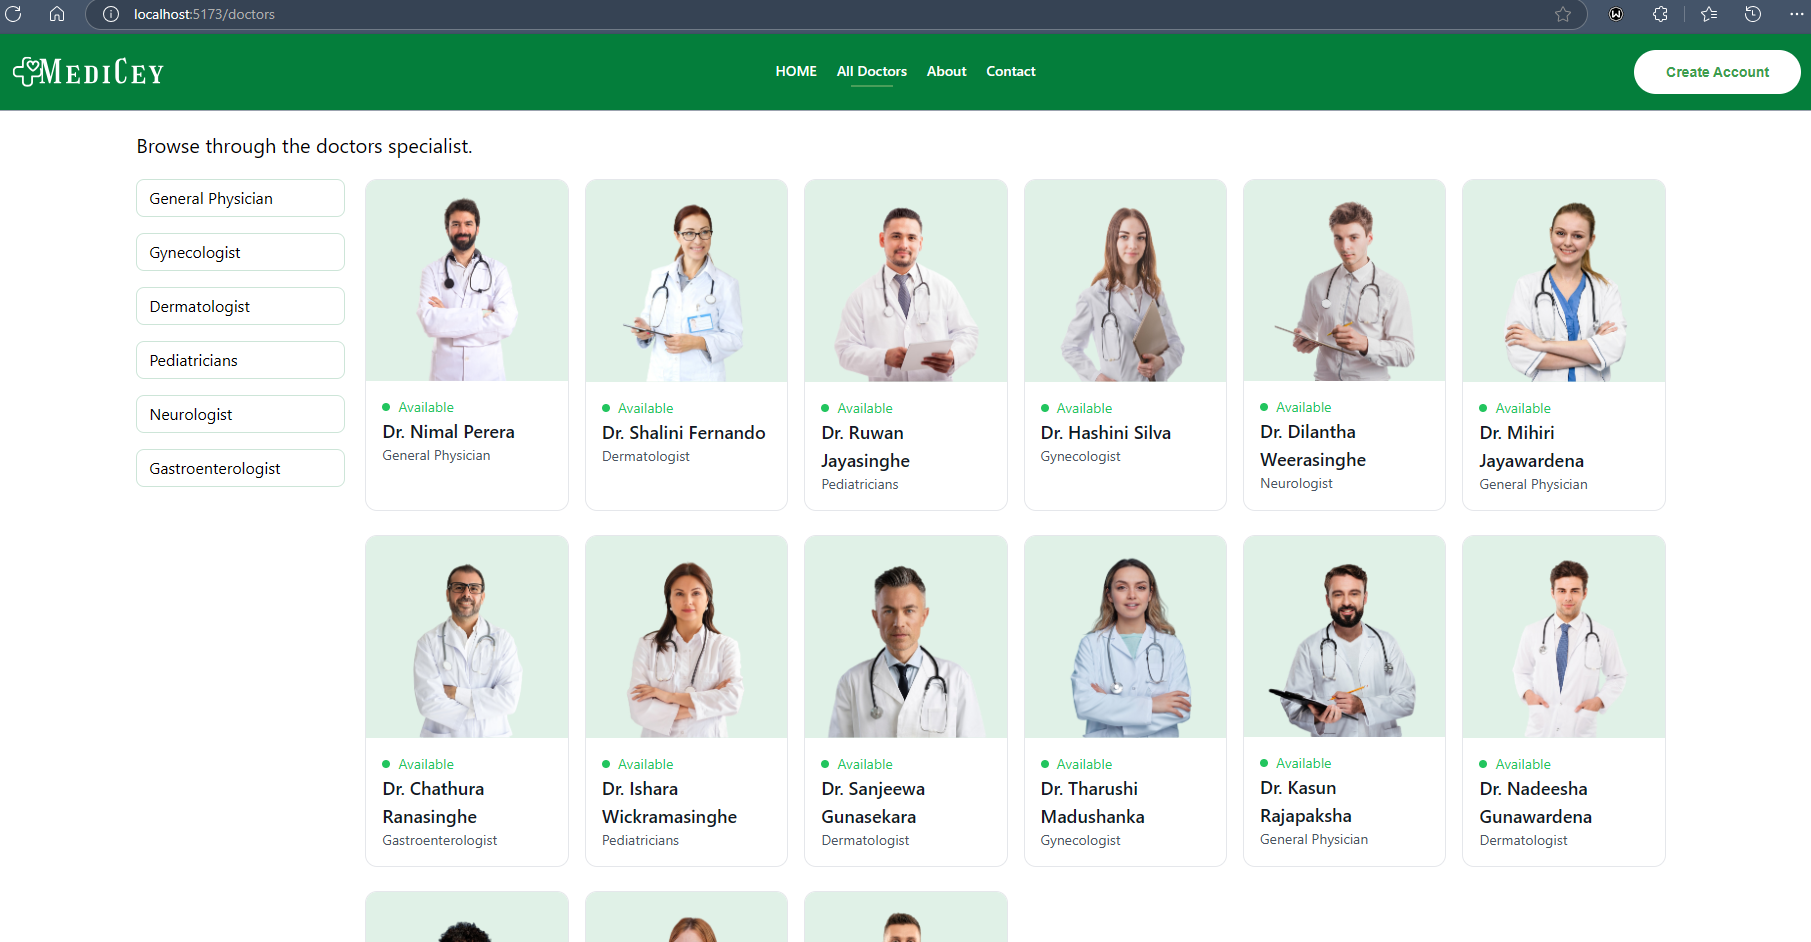 localhost:5173/doctors
MEDICEY
HOME
All Doctors
About
Contact
Create Account
Browse through the doctors specialist.
General Physician
Gynecologist
Dermatologist
Pediatricians
Neurologist
Gastroenterologist
Available
Dr. Nimal Perera
General Physician
Available
Dr. Shalini Fernando
Dermatologist
Available
Dr. Ruwan
Jayasinghe
Pediatricians
Available
Dr. Hashini Silva
Gynecologist
Available
Dr. Dilantha
Weerasinghe
Neurologist
Available
Dr. Mihiri
Jayawardena
General Physician
Available
Dr. Chathura
Ranasinghe
Gastroenterologist
Available
Dr. Ishara
Wickramasinghe
Pediatricians
Available
Dr. Sanjeewa
Gunasekara
Dermatologist
Available
Dr. Tharushi
Madushanka
Gynecologist
Available
Dr. Kasun
Rajapaksha
General Physician
Available
Dr. Nadeesha
Gunawardena
Dermatologist